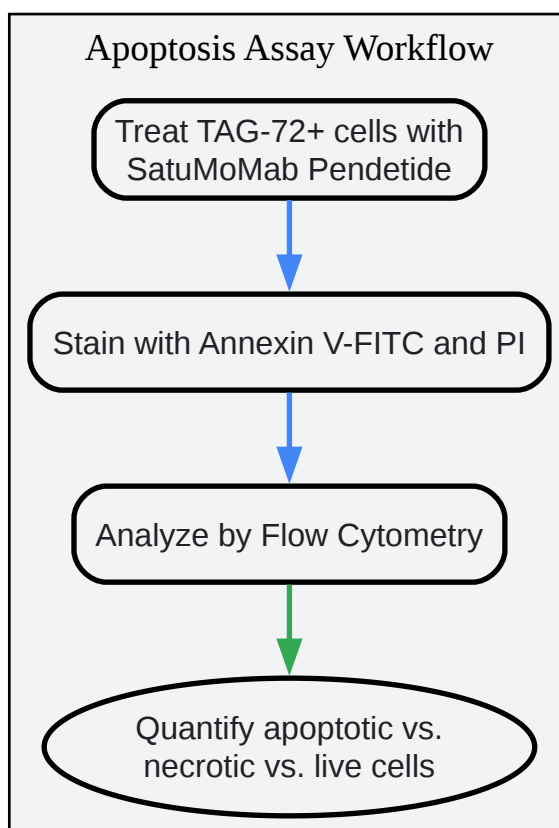 Apoptosis Assay Workflow
Treat TAG-72+ cells with
SatuMoMab Pendetide
Stain with Annexin V-FITC and PI
Analyze by Flow Cytometry
Quantify apoptotic vs.
necrotic vs. live cells